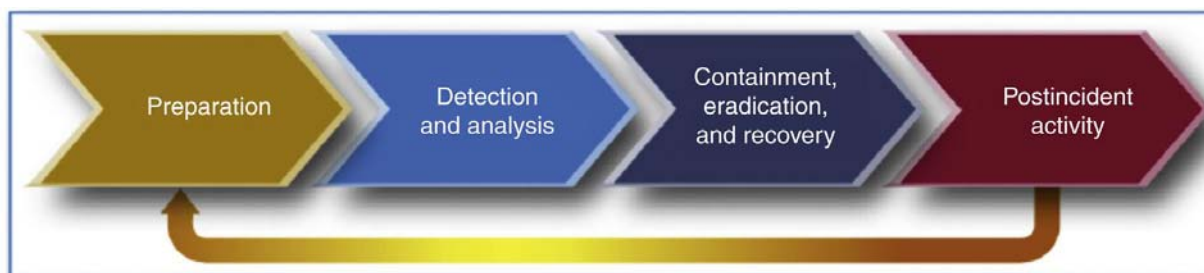 Preparation
Detection
and analysis
Containment,
eradication,
and recovery
Postincident
activity